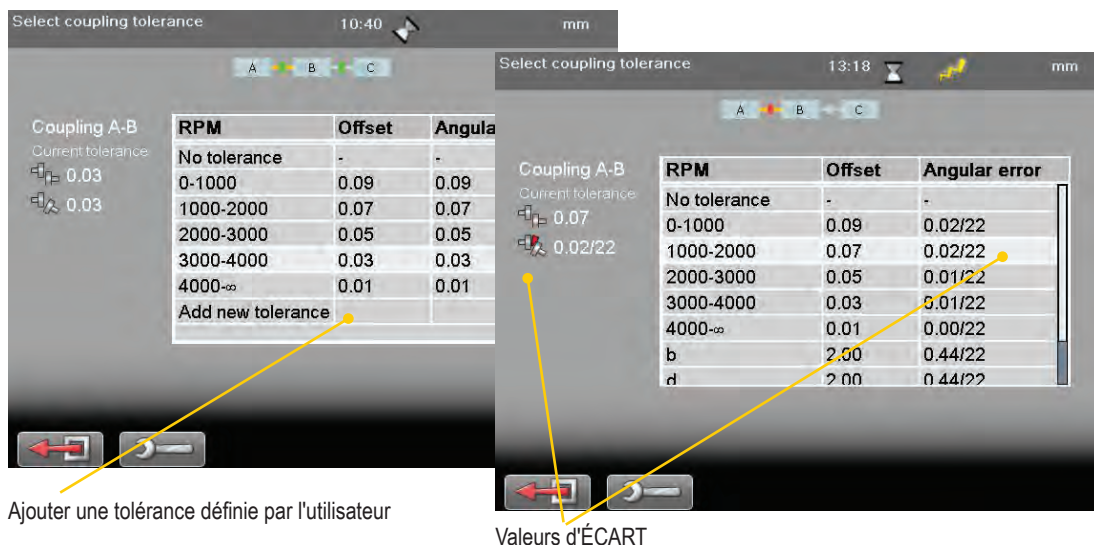 Select coupling tolerance 10:40 mm
A B C
Coupling A-B
Current tolerance
0.03
0.03
RPM Offset Angula
No tolerance - -
0-1000 0.09 0.09
1000-2000 0.07 0.07
2000-3000 0.05 0.05
3000-4000 0.03 0.03
4000-∞ 0.01 0.01
Add new tolerance
Ajouter une tolérance définie par l'utilisateur
Select coupling tolerance 13:18 mm
A B C
Coupling A-B
Current tolerance
0.07
0.02/22
RPM Offset Angular error
No tolerance - -
0-1000 0.09 0.02/22
1000-2000 0.07 0.02/22
2000-3000 0.05 0.01/22
3000-4000 0.03 0.01/22
4000-∞ 0.01 0.00/22
b 2.00 0.44/22
d 2.00 0.44/22
Valeurs d'ÉCART